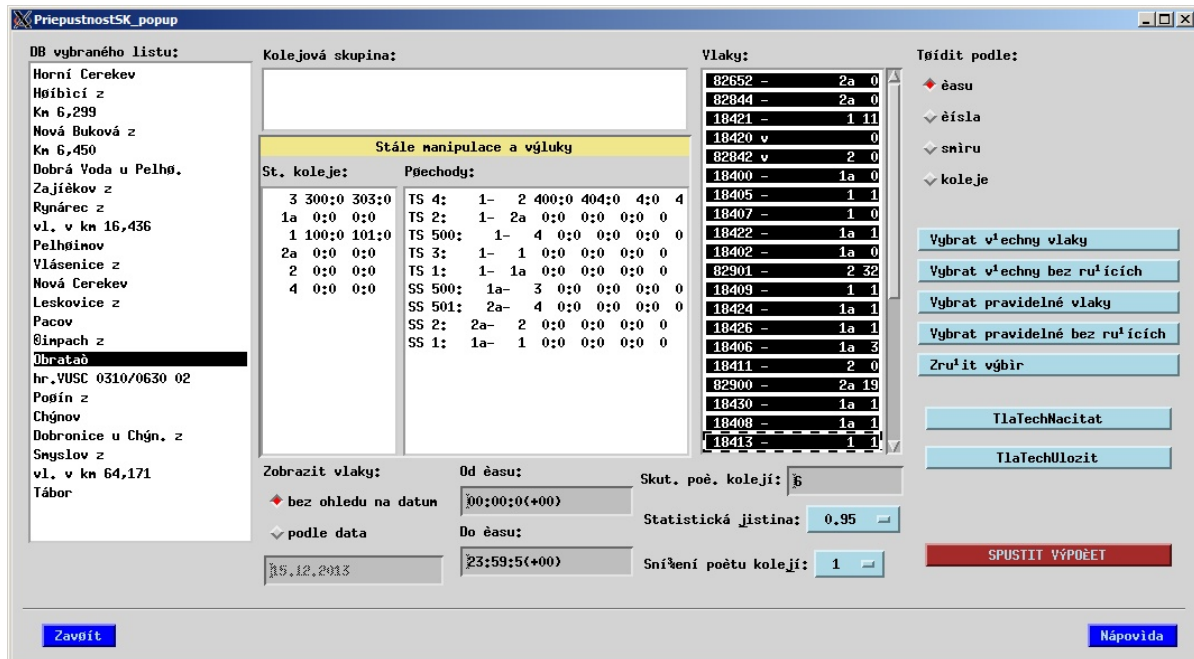 PriepustnostSK_popup
DB vybraného listu:
Horní Cerekev
Høíbìcí z
Km 6,299
Nová Buková z
Km 6,450
Dobrá Voda u Pelhø.
Zajíèkov z
Rynárec z
vl. v km 16,436
Pelhøimov
Vlásenice z
Nová Cerekev
Leskovice z
Pacov
©impach z
Obrataò
hr.VUSC 0310/0630 02
Poøín z
Chýnov
Dobronice u Chýn. z
Smyslov z
vl. v km 64,171
Tábor
Kolejová skupina:
Stále manipulace a výluky
St. koleje:
3 300:0 303:0
1a 0:0 0:0
1 100:0 101:0
2a 0:0 0:0
2 0:0 0:0
4 0:0 0:0
Pøechody:
TS 4: 1- 2 400:0 404:0 4:0 4
TS 2: 1- 2a 0:0 0:0 0:0 0
TS 500: 1- 4 0:0 0:0 0:0 0
TS 3: 1- 1 0:0 0:0 0:0 0
TS 1: 1- 1a 0:0 0:0 0:0 0
SS 500: 1a- 3 0:0 0:0 0:0 0
SS 501: 2a- 4 0:0 0:0 0:0 0
SS 2: 2a- 2 0:0 0:0 0:0 0
SS 1: 1a- 1 0:0 0:0 0:0 0
Vlaky:
82652 - 2a 0
82844 - 2a 0
18421 - 1 11
18420 v 0
82842 v 2 0
18400 - 1a 0
18405 - 1 1
18407 - 1 0
18422 - 1a 1
18402 - 1a 0
82901 - 2 32
18409 - 1 1
18424 - 1a 1
18426 - 1a 1
18406 - 1a 3
18411 - 2 0
82900 - 2a 19
18430 - 1a 1
18408 - 1a 1
18413 - 1 1
Tøídit podle:
èasu
èísla
smìru
koleje
Vybrat v¹echny vlaky
Vybrat v¹echny bez ru¹ících
Vybrat pravidelné vlaky
Vybrat pravidelné bez ru¹ících
Zru¹it výbìr
TlaTechNacitat
TlaTechUlozit
Zobrazit vlaky:
bez ohledu na datum
podle data
15.12.2013
Od èasu:
00:00:0(+00)
Do èasu:
23:59:5(+00)
Skut. poè. kolejí: 6
Statistická jistina: 0.95
Sní¾ení poètu kolejí: 1
SPUSTIT VýPOÈET
Zavøít
Nápovìda